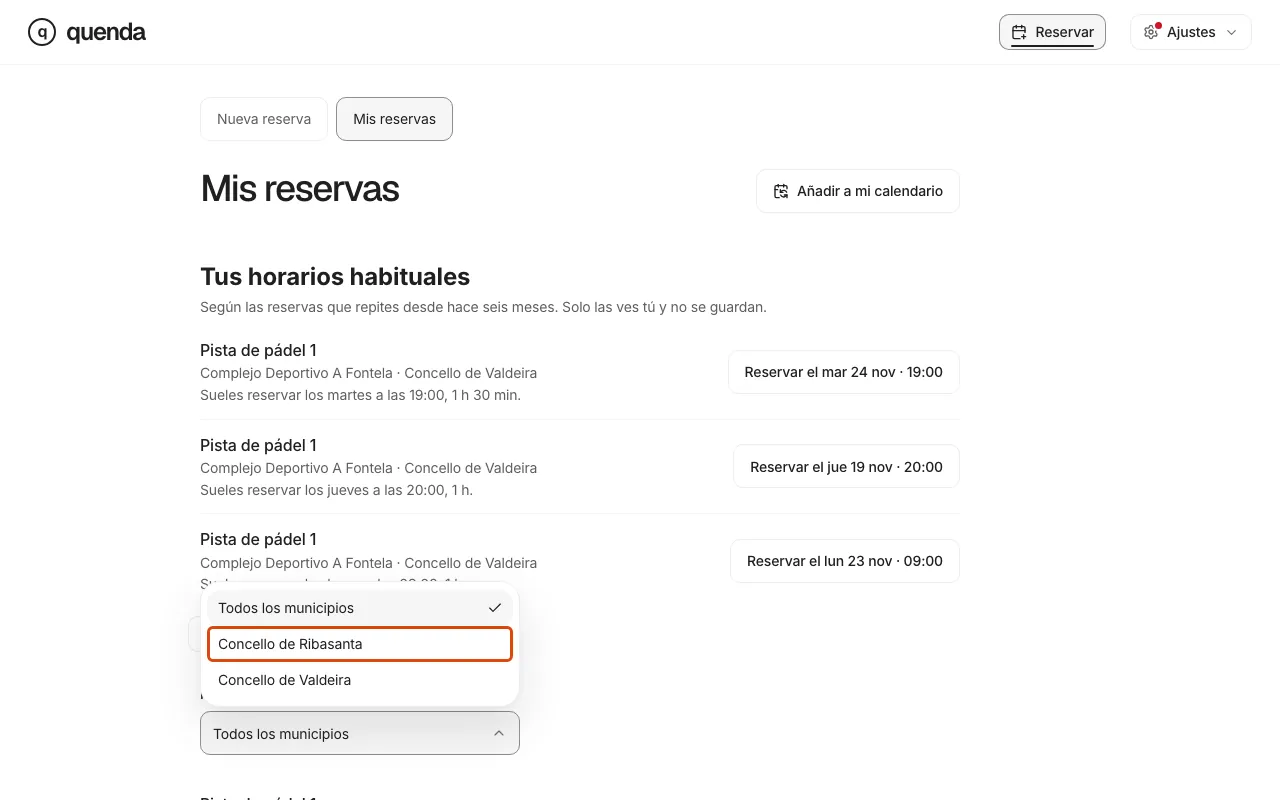 q quenda
Reservar
Ajustes
Nueva reserva
Mis reservas
Mis reservas
Añadir a mi calendario
Tus horarios habituales
Según las reservas que repites desde hace seis meses. Solo las ves tú y no se guardan.
Pista de pádel 1
Complejo Deportivo A Fontela · Concello de Valdeira
Sueles reservar los martes a las 19:00, 1 h 30 min.
Reservar el mar 24 nov · 19:00
Pista de pádel 1
Complejo Deportivo A Fontela · Concello de Valdeira
Sueles reservar los jueves a las 20:00, 1 h.
Reservar el jue 19 nov · 20:00
Pista de pádel 1
Complejo Deportivo A Fontela · Concello de Valdeira
Reservar el lun 23 nov · 09:00
Todos los municipios
Concello de Ribasanta
Concello de Valdeira
Todos los municipios